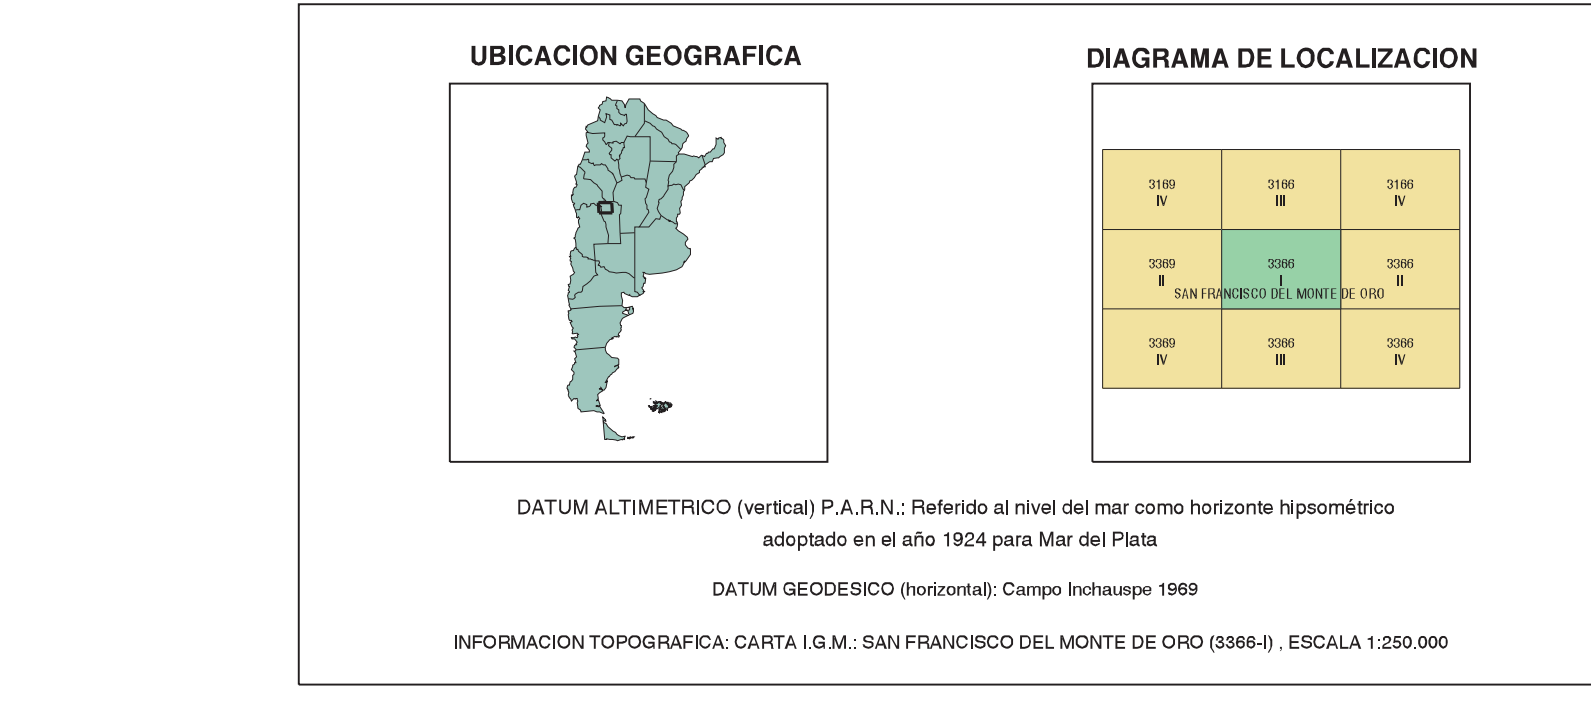 UBICACION GEOGRAFICA
DIAGRAMA DE LOCALIZACION
3169
IV
3166
III
3166
IV
3369
II
3366
I
3366
II
SAN FRANCISCO DEL MONTE DE ORO
3369
IV
3366
III
3366
IV
DATUM ALTIMETRICO (vertical) P.A.R.N.: Referido al nivel del mar como horizonte hipsométrico
adoptado en el año 1924 para Mar del Plata
DATUM GEODESICO (horizontal): Campo Inchauspe 1969
INFORMACION TOPOGRAFICA: CARTA I.G.M.: SAN FRANCISCO DEL MONTE DE ORO (3366-I) , ESCALA 1:250.000